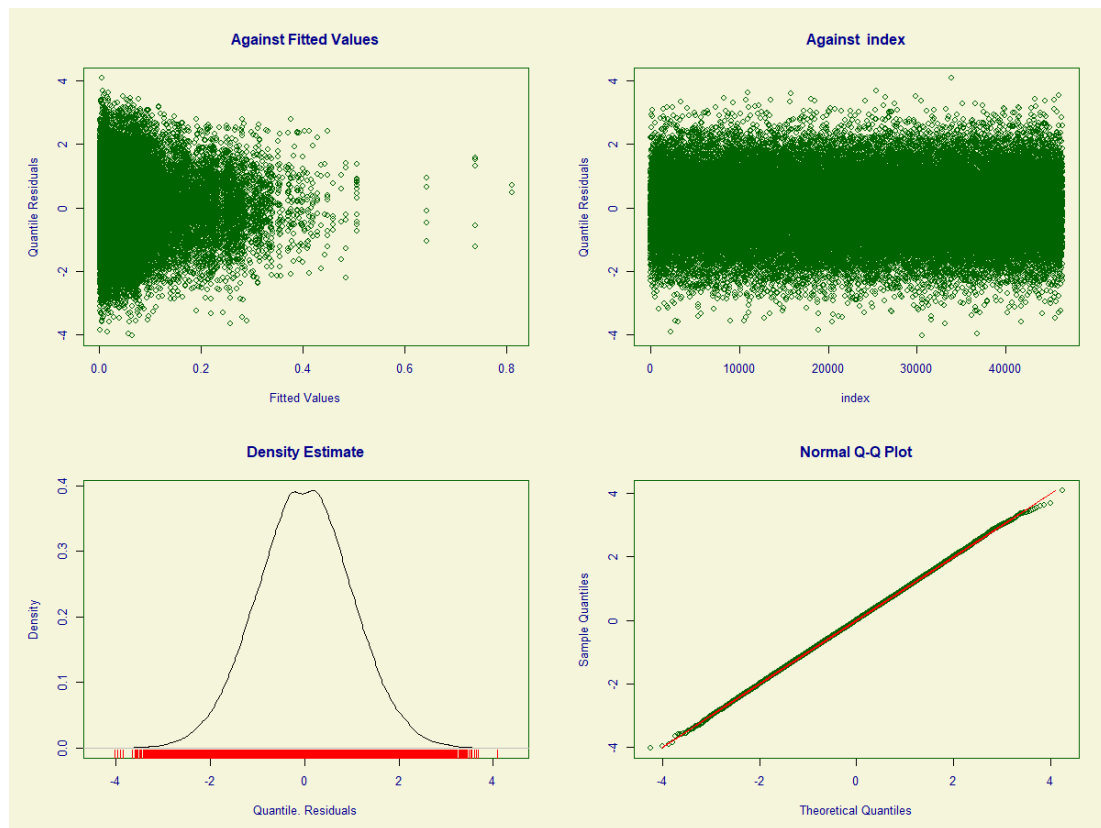 Against Fitted Values
Quantile Residuals
4
2
0
-2
-4
0.0 0.2 0.4 0.6 0.8
Fitted Values
Against index
Quantile Residuals
4
2
0
-2
-4
0 10000 20000 30000 40000
index
Density Estimate
Density
0.4
0.3
0.2
0.1
0.0
-4 -2 0 2 4
Quantile. Residuals
Normal Q-Q Plot
Sample Quantiles
4
2
0
-2
-4
-4 -2 0 2 4
Theoretical Quantiles